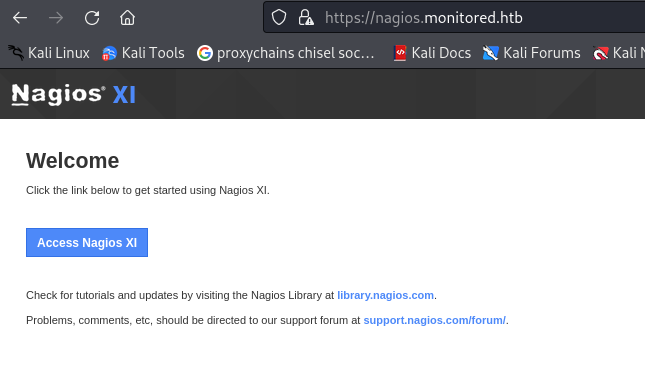 https://nagios.monitored.htb
Kali Linux Kali Tools proxychains chisel soc... Kali Docs Kali Forums Kali N
Nagios® XI
Welcome
Click the link below to get started using Nagios XI.
Access Nagios XI
Check for tutorials and updates by visiting the Nagios Library at library.nagios.com.
Problems, comments, etc, should be directed to our support forum at support.nagios.com/forum/.